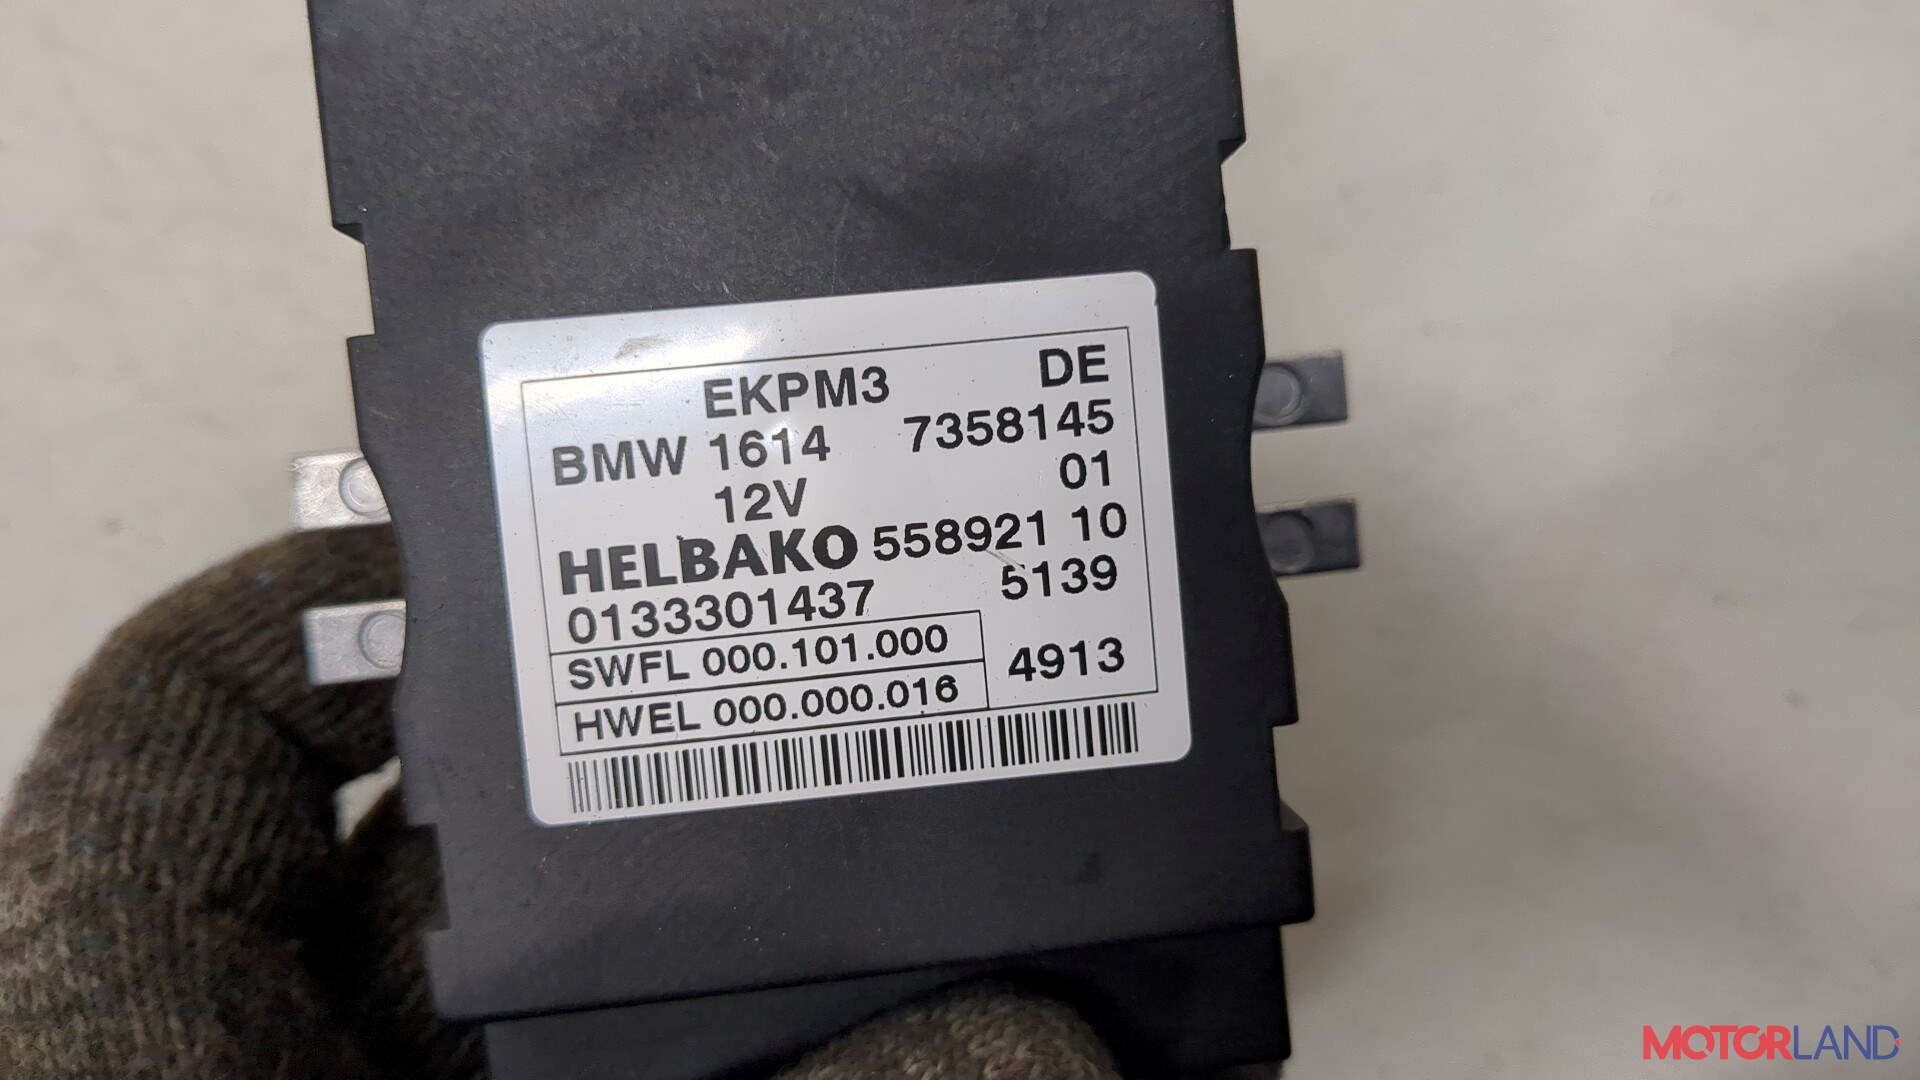 EKPM3 DE
BMW 1614 7358145
12V 01
HELBAKO 558921 10
0133301437 5139
SWFL 000.101.000
4913
HWEL 000.000.016
MOTORLAND